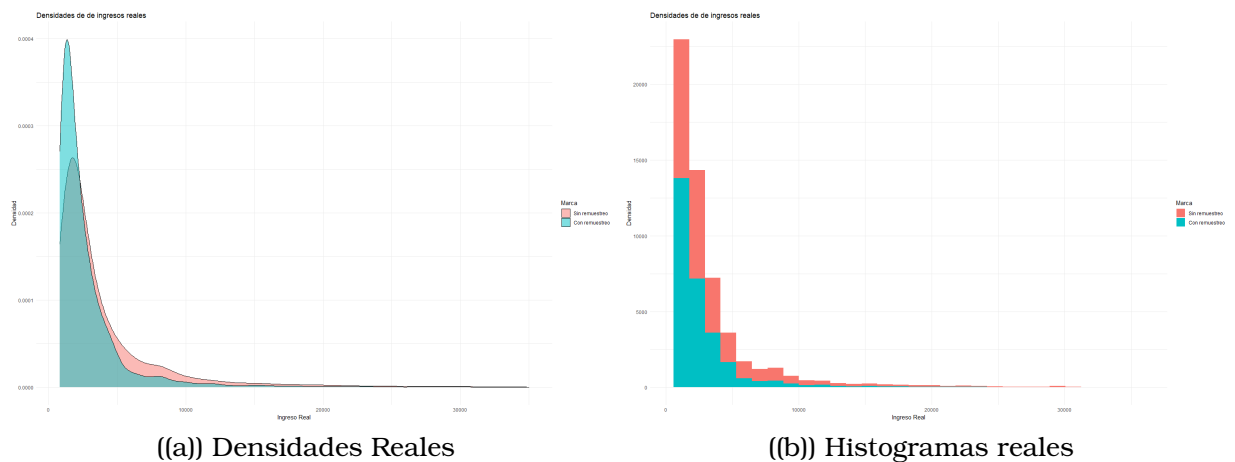 Densidades de de ingresos reales
0.0004
0.0003
0.0002
0.0001
0.0000
Densidad
0
10000
20000
30000
Ingreso Real
Marca
Sin remuestreo
Con remuestreo
((a)) Densidades Reales
Densidades de de ingresos reales
20000
15000
10000
5000
0
Densidad
0
10000
20000
30000
Ingreso Real
Marca
Sin remuestreo
Con remuestreo
((b)) Histogramas reales